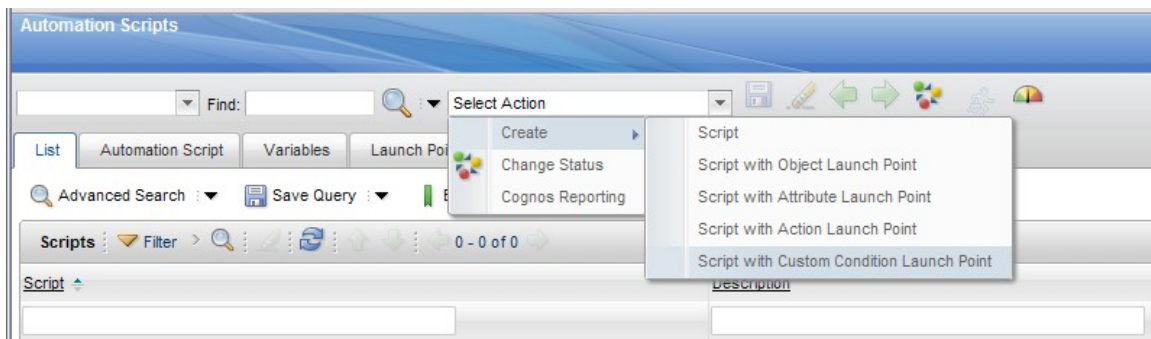 Automation Scripts
Find:
Select Action
Create
Script
List
Automation Script
Variables
Launch
Change Status
Script with Object Launch Point
Advanced Search
Save Query
Cognos Reporting
Script with Attribute Launch Point
Scripts
Filter
0 - 0 of 0
Script with Action Launch Point
Script with Custom Condition Launch Point
Script
Description